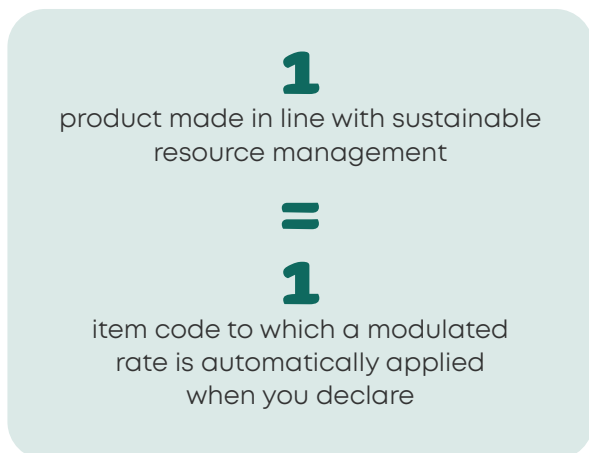 1
product made in line with sustainable
resource management
=
1
item code to which a modulated
rate is automatically applied
when you declare